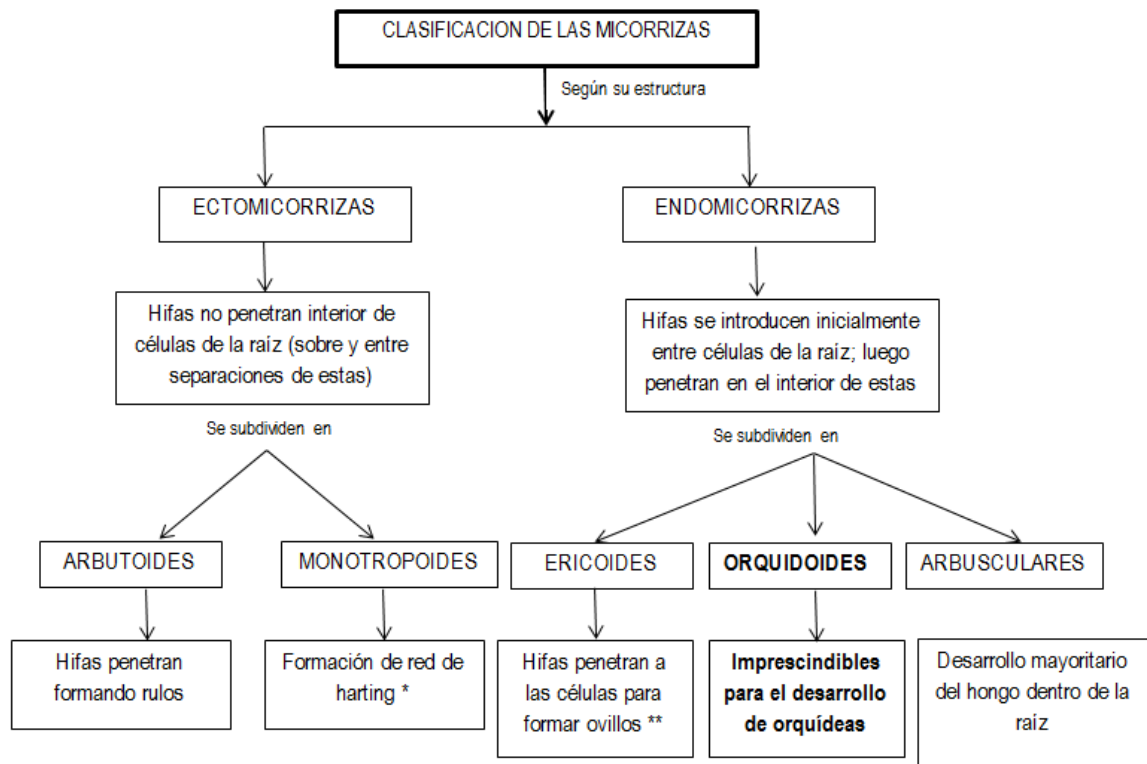 CLASIFICACION DE LAS MICORRIZAS
Según su estructura
ECTOMICORRIZAS
ENDOMICORRIZAS
Hifas no penetran interior de
células de la raíz (sobre y entre
separaciones de estas)
Hifas se introducen inicialmente
entre células de la raíz; luego
penetran en el interior de estas
Se subdividen en
Se subdividen en
ARBUTOIDES
MONOTROPOIDES
ERICOIDES
ORQUIDOIDES
ARBUSCULARES
Hifas penetran
formando rulos
Formación de red de
harting *
Hifas penetran a
las células para
formar ovillos **
Imprescindibles
para el desarrollo
de orquídeas
Desarrollo mayoritario
del hongo dentro de la
raíz